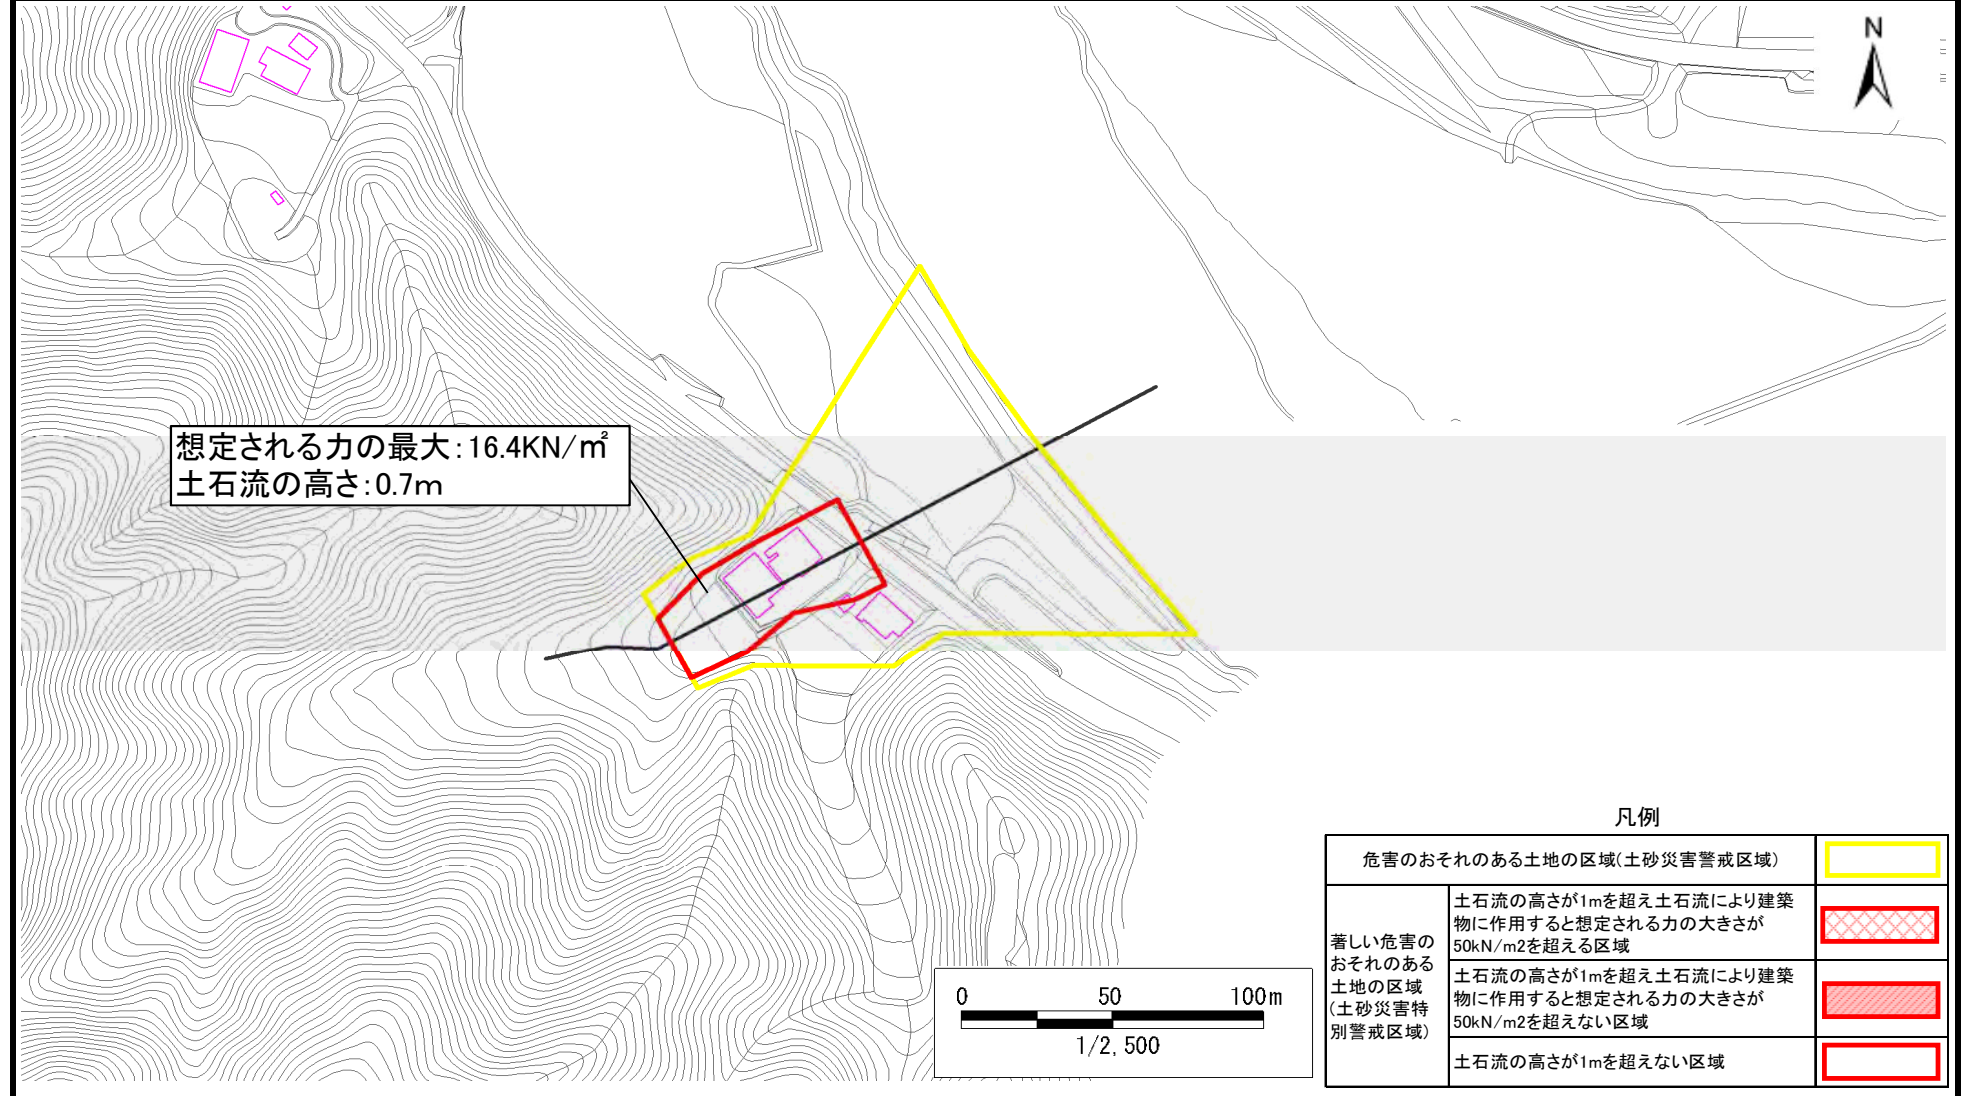 N
想定される力の最大:16.4KN/㎡
土石流の高さ:0.7m
凡例
危害のおそれのある土地の区域(土砂災害警戒区域)
著しい危害の
おそれのある
土地の区域
(土砂災害特
別警戒区域)
土石流の高さが1mを超え土石流により建築
物に作用すると想定される力の大きさが
50kN/m2を超える区域
土石流の高さが1mを超え土石流により建築
物に作用すると想定される力の大きさが
50kN/m2を超えない区域
土石流の高さが1mを超えない区域
0 50 100m
1/2,500